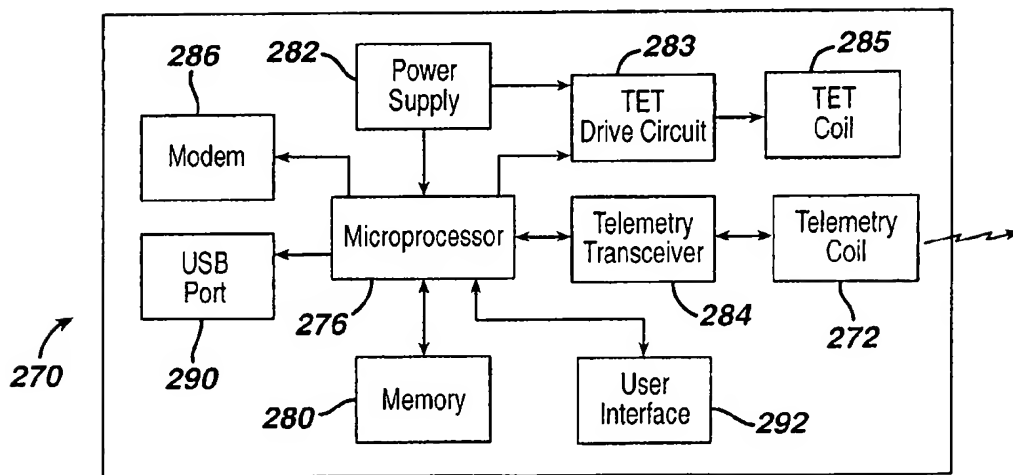 286
282
283
285
Power
Supply
TET
Drive Circuit
TET
Coil
Modem
Microprocessor
Telemetry
Transceiver
Telemetry
Coil
USB
Port
276
284
272
270
290
280
Memory
User
Interface
292